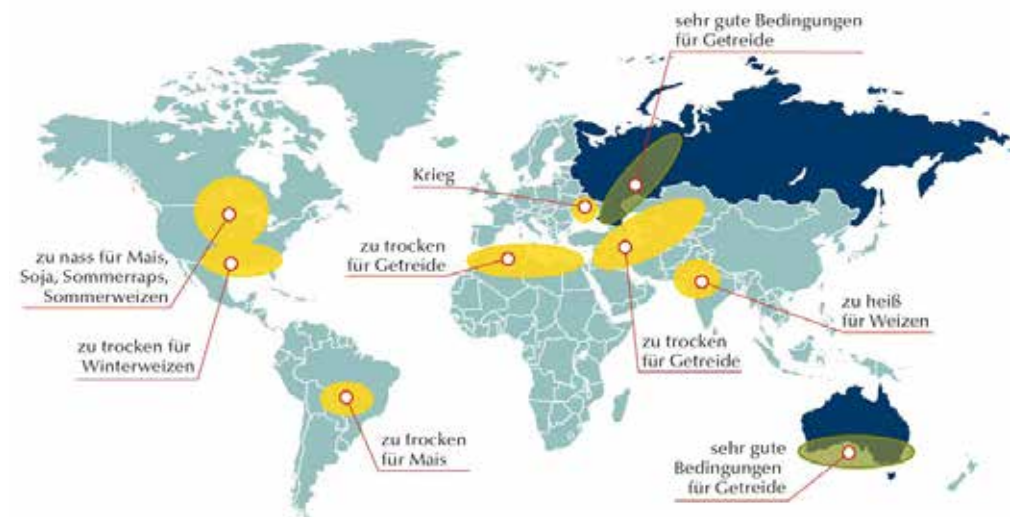 sehr gute Bedingungen
für Getreide
Krieg
zu nass für Mais,
Soja, Sommerraps,
Sommerweizen
zu trocken
für Getreide
zu heiß
für Weizen
zu trocken für
Winterweizen
zu trocken
für Getreide
zu trocken
für Mais
sehr gute
Bedingungen
für Getreide